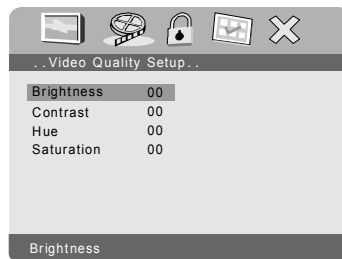 ..Video Quality Setup..
Brightness 00
Contrast 00
Hue 00
Saturation 00
Brightness